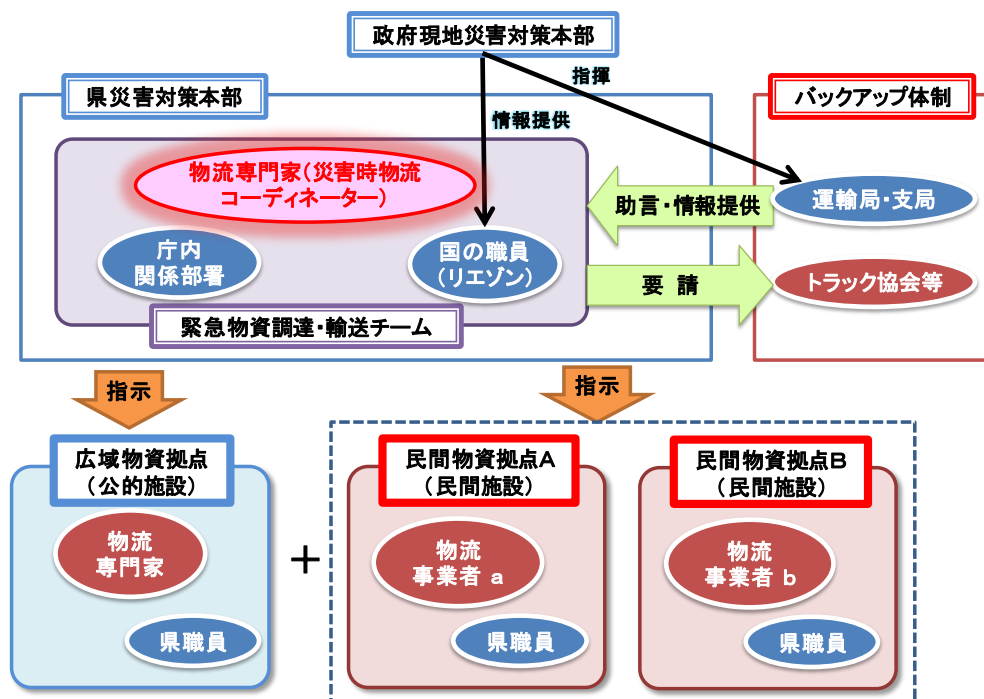 政府現地災害対策本部
指揮
県災害対策本部
バックアップ体制
情報提供
物流専門家(災害時物流
コーディネーター)
助言・情報提供
運輸局・支局
庁内
関係部署
国の職員
(リエゾン)
要 請
トラック協会等
緊急物資調達・輸送チーム
指示
指示
広域物資拠点
(公的施設)
民間物資拠点A
(民間施設)
民間物資拠点B
(民間施設)
物流
専門家
+
物流
事業者 a
物流
事業者 b
県職員
県職員
県職員